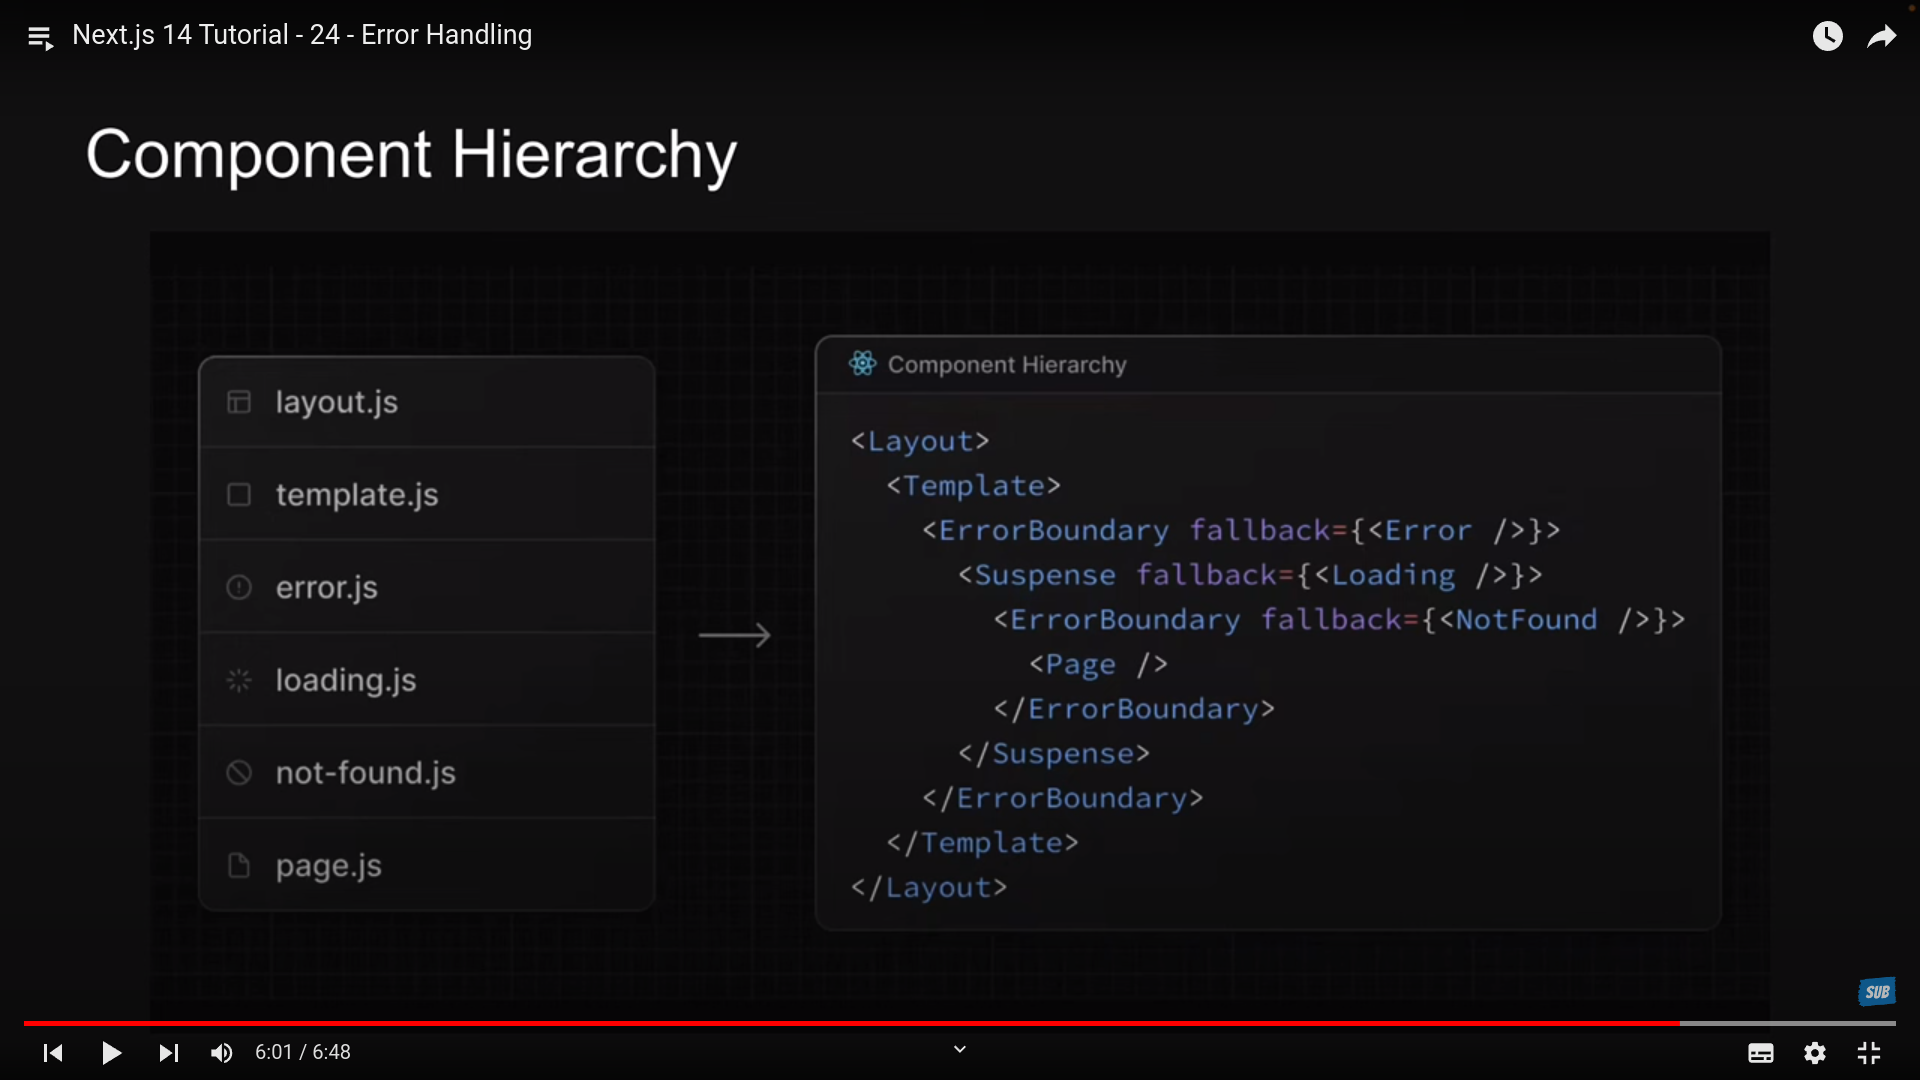 Next.js 14 Tutorial - 24 - Error Handling
Component Hierarchy
layout.js
template.js
error.js
loading.js
not-found.js
page.js
Component Hierarchy
<Layout>
<Template>
<ErrorBoundary fallback={<Error />}>
<Suspense fallback={<Loading />}>
<ErrorBoundary fallback={<NotFound />}>
<Page />
</ErrorBoundary>
</Suspense>
</ErrorBoundary>
</Template>
</Layout>
SUB
6:01 / 6:48